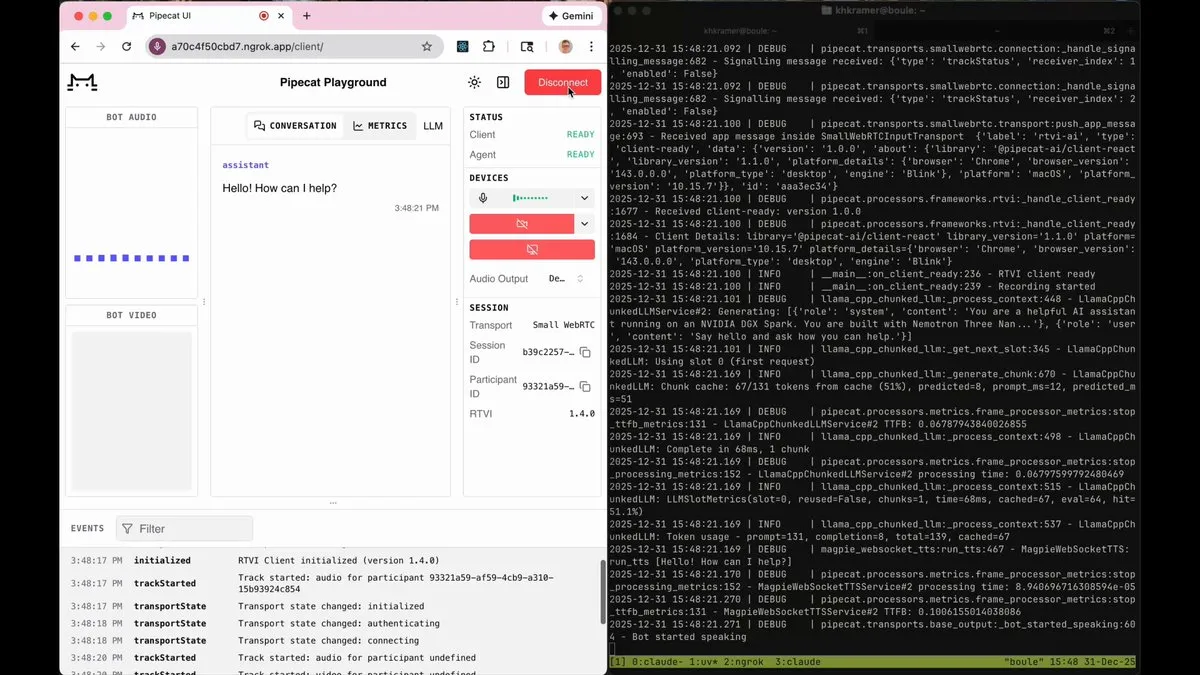 Pipecat UI
Gemini
a70c4f50cbd7.ngrok.app/client/
Pipecat Playground
Disconnect
BOT AUDIO
BOT VIDEO
CONVERSATION
METRICS
LLM
assistant
Hello! How can I help?
3:48:21 PM
STATUS
Client READY
Agent READY
DEVICES
Audio Output De…
SESSION
Transport Small WebRTC
Session ID b39c2257-…
Participant ID 93321a59-…
RTVI 1.4.0
EVENTS Filter
3:48:17 PM initialized RTVI Client initialized (version 1.4.0)
3:48:17 PM trackStarted Track started: audio for participant 93321a59-af59-4cb9-a310-
15b93924c854
3:48:17 PM transportState Transport state changed: initialized
3:48:18 PM transportState Transport state changed: authenticating
3:48:18 PM transportState Transport state changed: connecting
3:48:20 PM trackStarted Track started: audio for participant undefined
3:48:20 PM trackStarted Track started: video for participant undefined
khkramer@boule: ~
khkramer@boule: ~ ⌘1 ~ ⌘2
2025-12-31 15:48:21.092 | DEBUG | pipecat.transports.smallwebrtc.connection:_handle_signa
lling_message:682 - Signalling message received: {'type': 'trackStatus', 'receiver_index': 1
, 'enabled': False}
2025-12-31 15:48:21.092 | DEBUG | pipecat.transports.smallwebrtc.connection:_handle_signa
lling_message:682 - Signalling message received: {'type': 'trackStatus', 'receiver_index': 2
, 'enabled': False}
2025-12-31 15:48:21.100 | DEBUG | pipecat.transports.smallwebrtc.transport:push_app_messa
ge:693 - Received app message inside SmallWebRTCInputTransport {'label': 'rtvi-ai', 'type':
'client-ready', 'data': {'version': '1.0.0', 'about': {'library': '@pipecat-ai/client-react'
, 'library_version': '1.1.0', 'platform_details': {'browser': 'Chrome', 'browser_version':
'143.0.0.0', 'platform_type': 'desktop', 'engine': 'Blink'}, 'platform': 'macOS', 'platform_
version': '10.15.7'}}, 'id': 'aaa3ec34'}
2025-12-31 15:48:21.100 | DEBUG | pipecat.processors.frameworks.rtvi:_handle_client_ready
:1677 - Received client-ready: version 1.0.0
2025-12-31 15:48:21.100 | DEBUG | pipecat.processors.frameworks.rtvi:_handle_client_ready
:1684 - Client Details: library='@pipecat-ai/client-react' library_version='1.1.0' platform=
'macOS' platform_version='10.15.7' platform_details={'browser': 'Chrome', 'browser_version':
'143.0.0.0', 'platform_type': 'desktop', 'engine': 'Blink'}
2025-12-31 15:48:21.100 | INFO | __main__:on_client_ready:236 - RTVI client ready
2025-12-31 15:48:21.100 | INFO | __main__:on_client_ready:239 - Recording started
2025-12-31 15:48:21.101 | DEBUG | llama_cpp_chunked_llm:_process_context:448 - LlamaCppCh
unkedLLMService#2: Generating: [{'role': 'system', 'content': 'You are a helpful AI assistan
t running on an NVIDIA DGX Spark. You are built with Nemotron Three Nan...'}, {'role': 'user
', 'content': 'Say hello and ask how you can help.'}]
2025-12-31 15:48:21.101 | INFO | llama_cpp_chunked_llm:_get_next_slot:345 - LlamaCppChun
kedLLM: Using slot 0 (first request)
2025-12-31 15:48:21.169 | INFO | llama_cpp_chunked_llm:_generate_chunk:670 - LlamaCppChu
nkedLLM: Chunk cache: 67/131 tokens from cache (51%), predicted=8, prompt_ms=12, predicted_m
s=51
2025-12-31 15:48:21.169 | DEBUG | pipecat.processors.metrics.frame_processor_metrics:stop
_ttfb_metrics:131 - LlamaCppChunkedLLMService#2 TTFB: 0.06787943840026855
2025-12-31 15:48:21.169 | INFO | llama_cpp_chunked_llm:_process_context:498 - LlamaCppCh
unkedLLM: Complete in 68ms, 1 chunk
2025-12-31 15:48:21.169 | DEBUG | pipecat.processors.metrics.frame_processor_metrics:stop
_processing_metrics:152 - LlamaCppChunkedLLMService#2 processing time: 0.06797599792480469
2025-12-31 15:48:21.169 | INFO | llama_cpp_chunked_llm:_process_context:515 - LlamaCppCh
unkedLLM: LLMSlotMetrics(slot=0, reused=False, chunks=1, time=68ms, cached=67, eval=64, hit=
51.1%)
2025-12-31 15:48:21.169 | INFO | llama_cpp_chunked_llm:_process_context:537 - LlamaCppCh
unkedLLM: Token usage - prompt=131, completion=8, total=139, cached=67
2025-12-31 15:48:21.169 | DEBUG | magpie_websocket_tts:run_tts:467 - MagpieWebSocketTTS:
run_tts [Hello! How can I help?]
2025-12-31 15:48:21.170 | DEBUG | pipecat.processors.metrics.frame_processor_metrics:stop
_processing_metrics:152 - MagpieWebSocketTTSService#2 processing time: 8.940696716308594e-05
2025-12-31 15:48:21.270 | DEBUG | pipecat.processors.metrics.frame_processor_metrics:stop
_ttfb_metrics:131 - MagpieWebSocketTTSService#2 TTFB: 0.1006155014038086
2025-12-31 15:48:21.271 | DEBUG | pipecat.transports.base_output:_bot_started_speaking:60
4 - Bot started speaking
[1] 0:claude- 1:uv* 2:ngrok 3:claude "boule" 15:48 31-Dec-25